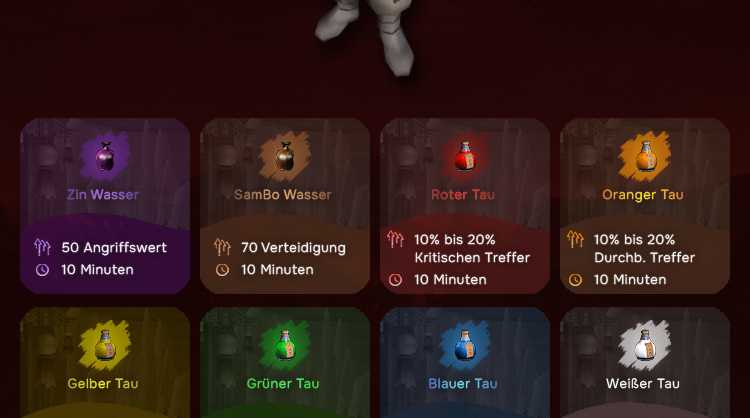 Zin Wasser
50 Angriffswert
10 Minuten
SamBo Wasser
70 Verteidigung
10 Minuten
Roter Tau
10% bis 20%
Kritischen Treffer
10 Minuten
Oranger Tau
10% bis 20%
Durchb. Treffer
10 Minuten
Gelber Tau
Grüner Tau
Blauer Tau
Weißer Tau